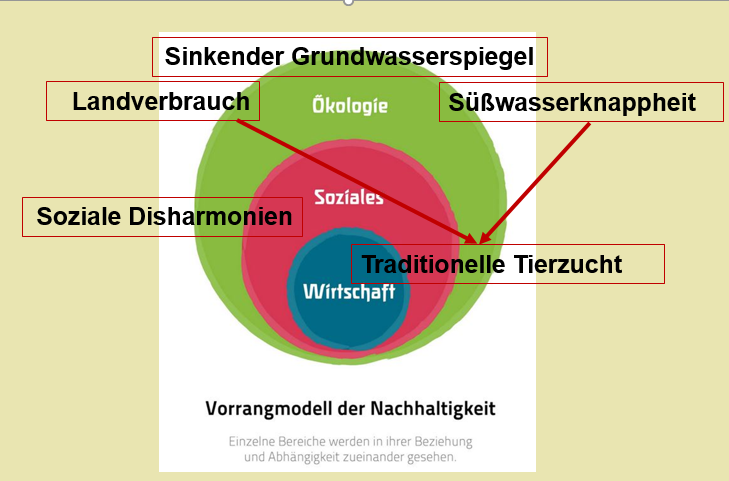 Sinkender Grundwasserspiegel
Landverbrauch
Süßwasserknappheit
Ökologie
Soziales
Soziale Disharmonien
Traditionelle Tierzucht
Wirtschaft
Vorrangmodell der Nachhaltigkeit
Einzelne Bereiche werden in ihrer Beziehung
und Abhängigkeit zueinander gesehen.